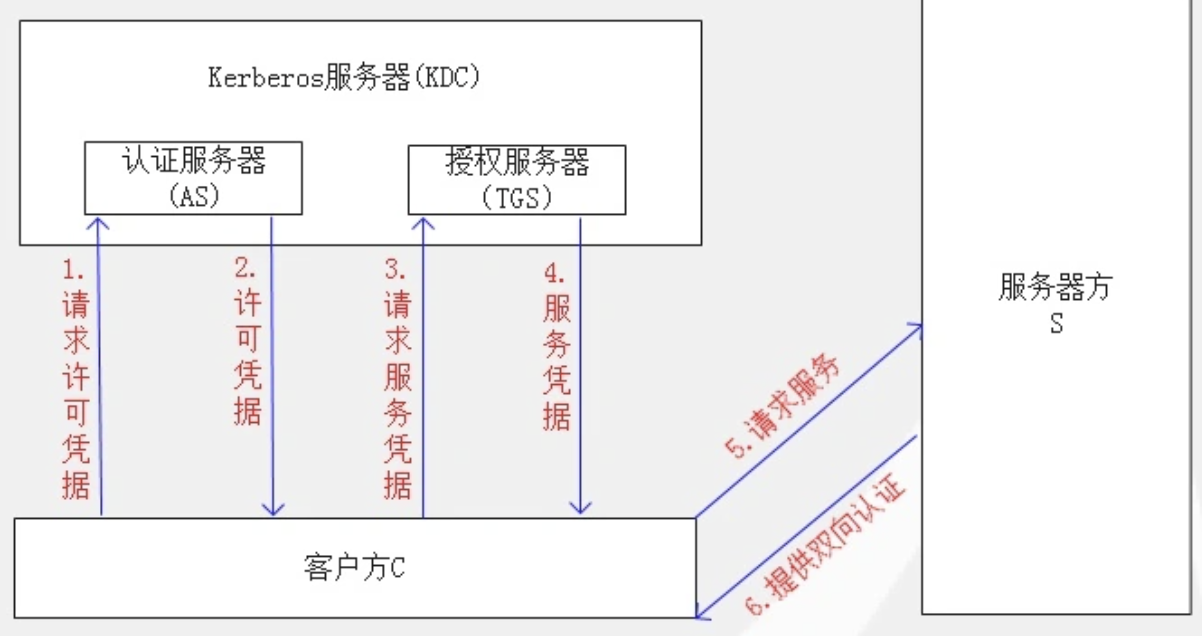 Kerberos服务器(KDC)
认证服务器
(AS)
授权服务器
(TGS)
1.请求许可凭据
2.许可凭据
3.请求服务凭据
4.服务凭据
5.请求服务
6.提供双向认证
服务器方
S
客户方C